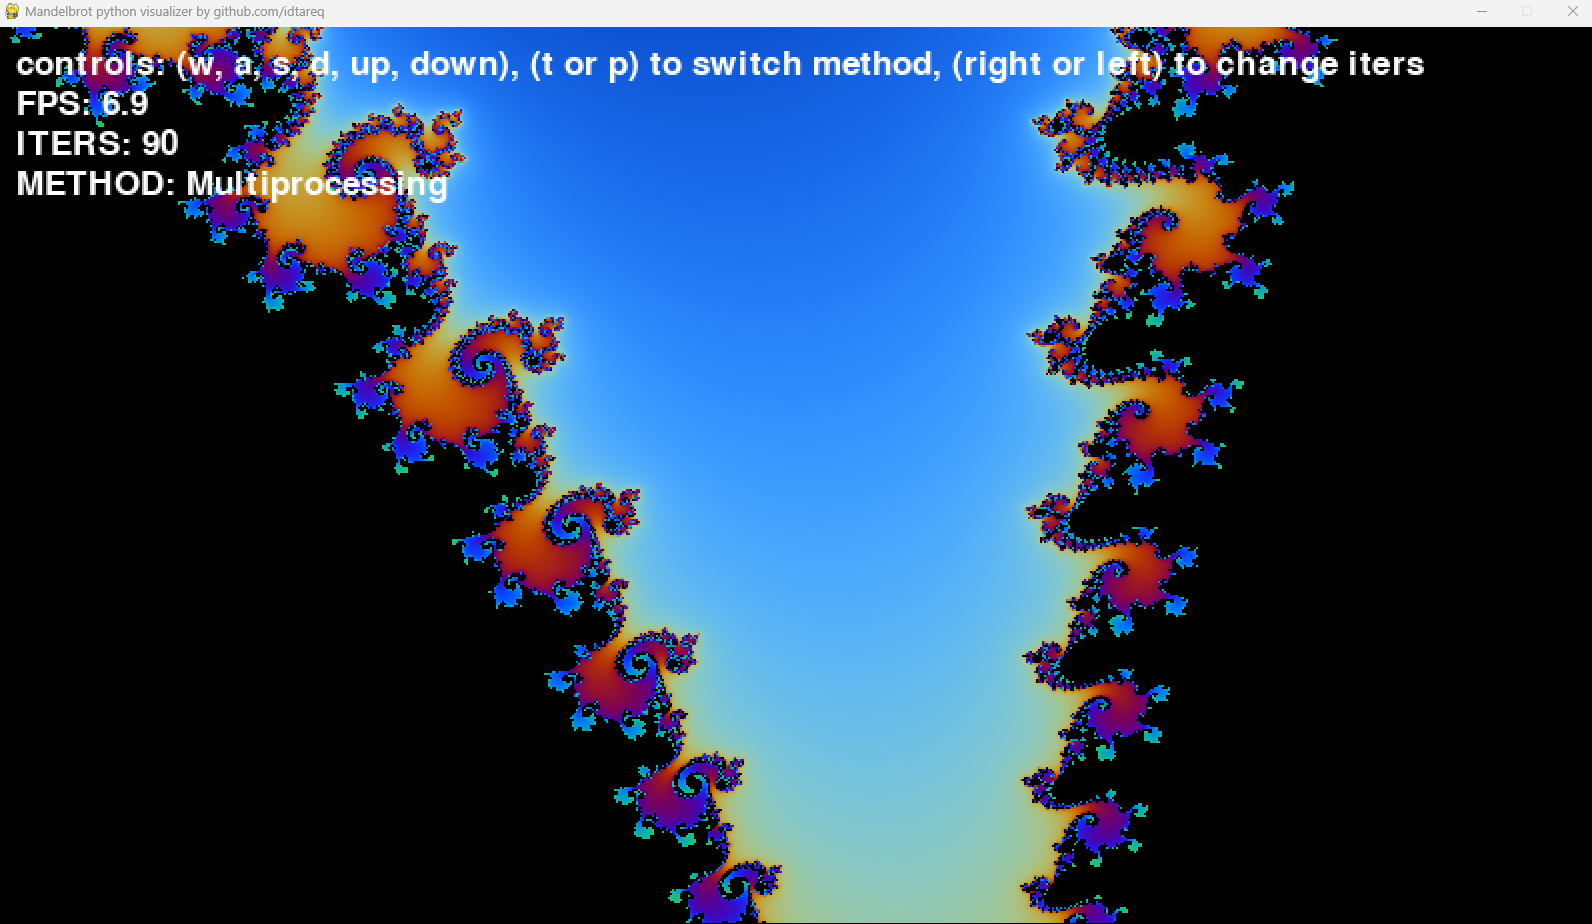 Mandelbrot python visualizer by github.com/idtareq
controls: (w, a, s, d, up, down), (t or p) to switch method, (right or left) to change iters
FPS: 6.9
ITERS: 90
METHOD: Multiprocessing